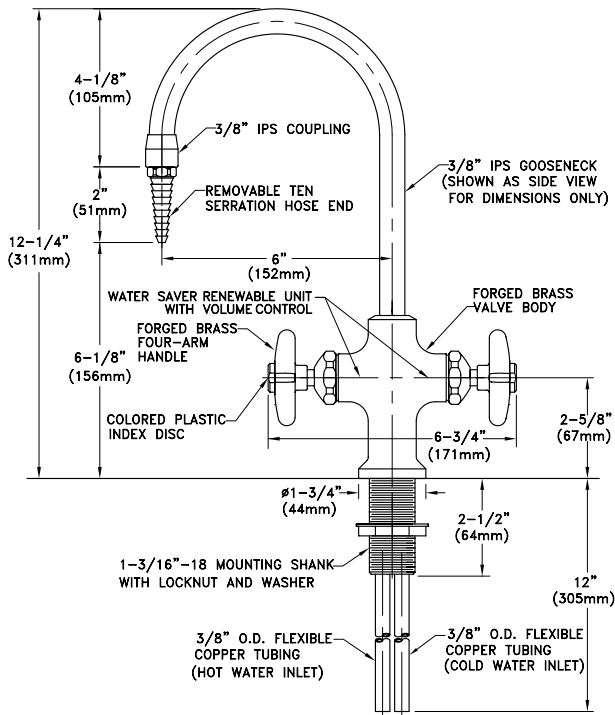 4-1/8"
(105mm)
3/8" IPS COUPLING
3/8" IPS GOOSENECK
(SHOWN AS SIDE VIEW
FOR DIMENSIONS ONLY)
2"
(51mm)
REMOVABLE TEN
SERRATION HOSE END
12-1/4"
(311mm)
6"
(152mm)
WATER SAVER RENEWABLE UNIT
WITH VOLUME CONTROL
FORGED BRASS
VALVE BODY
FORGED BRASS
FOUR-ARM
HANDLE
6-1/8"
(156mm)
COLORED PLASTIC
INDEX DISC
2-5/8"
(67mm)
6-3/4"
(171mm)
ø1-3/4"
(44mm)
2-1/2"
(64mm)
1-3/16"-18 MOUNTING SHANK
WITH LOCKNUT AND WASHER
12"
(305mm)
3/8" O.D. FLEXIBLE
COPPER TUBING
(HOT WATER INLET)
3/8" O.D. FLEXIBLE
COPPER TUBING
(COLD WATER INLET)